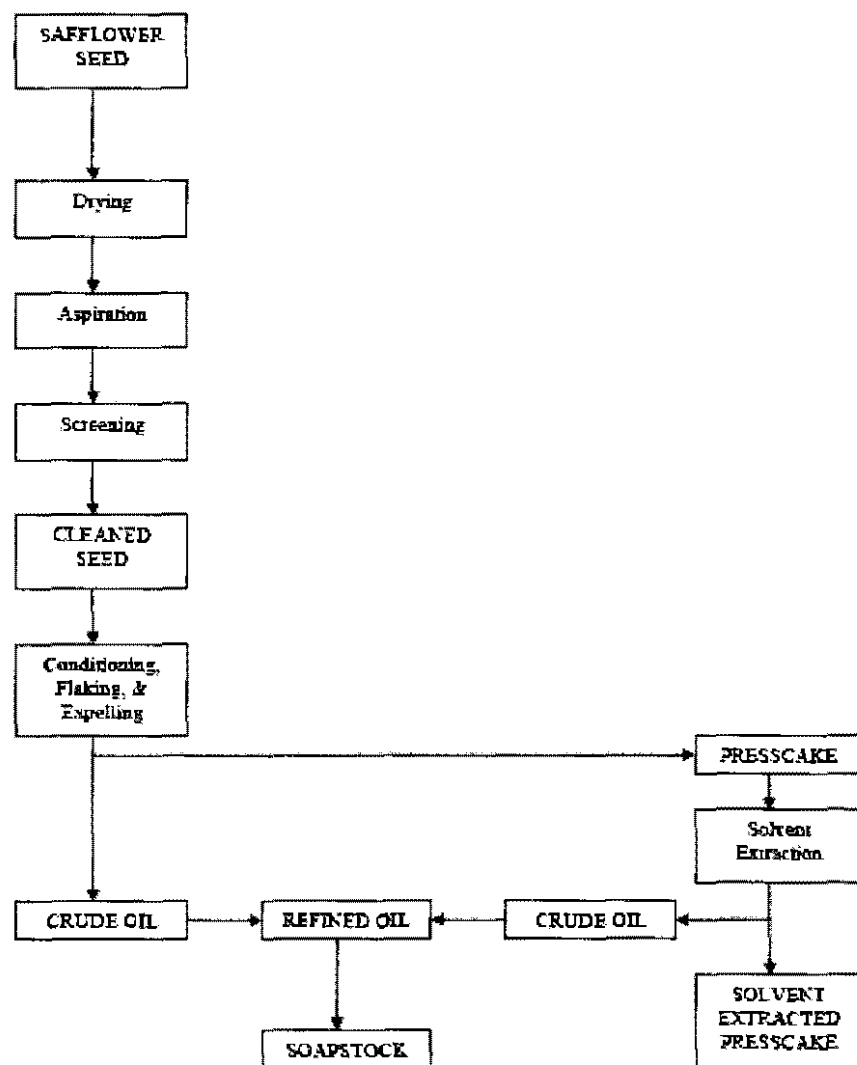 SAFFLOWER
SEED
Drying
Aspiration
Screening
CLEANED
SEED
Conditioning,
Flaking, &
Expelling
PRESSCAKE
Solvent
Extraction
CRUDE OIL
REFINED OIL
CRUDE OIL
SOAPSTOCK
SOLVENT
EXTRACTED
PRESSCAKE